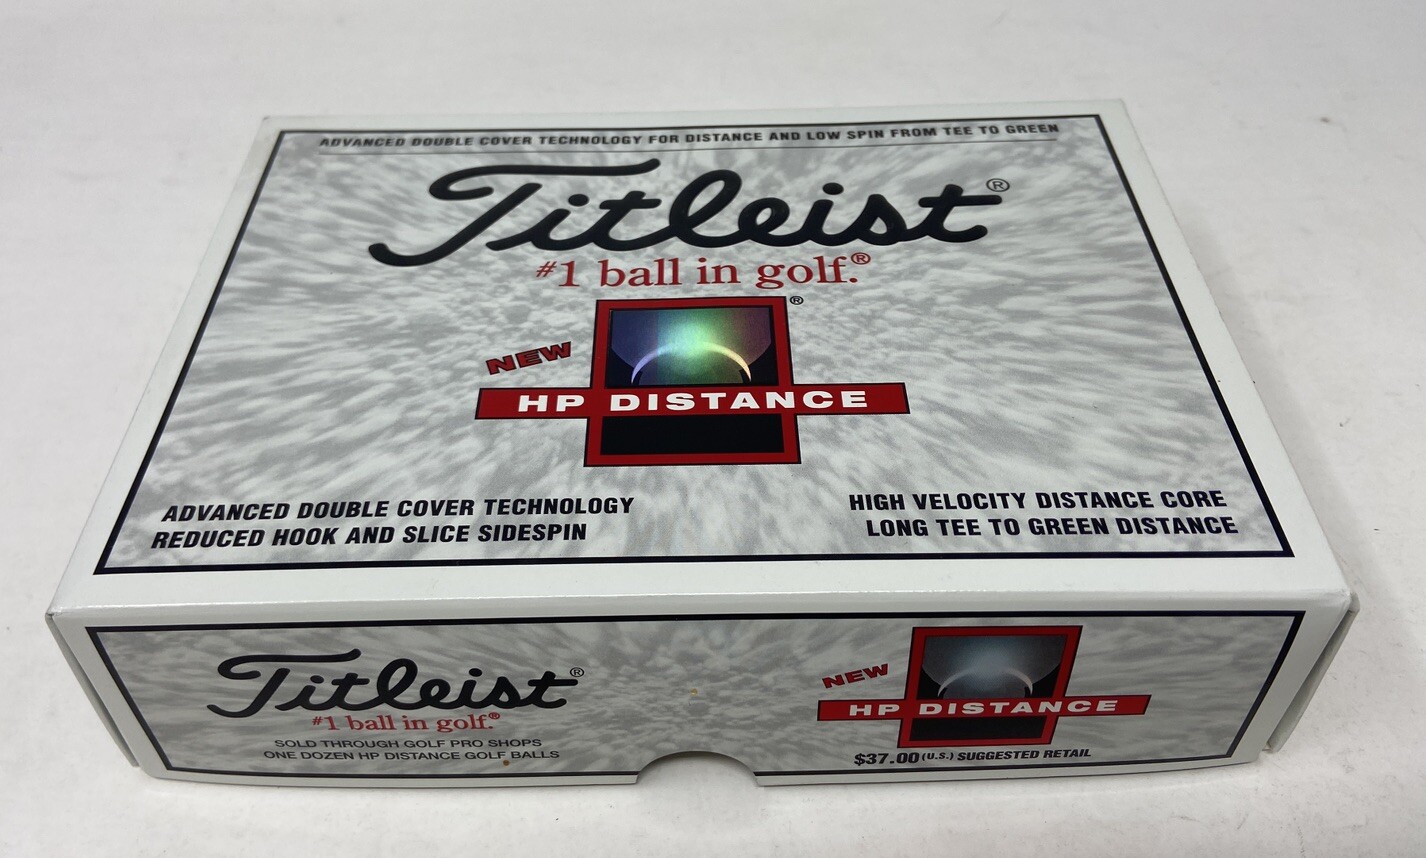 ADVANCED DOUBLE COVER TECHNOLOGY FOR DISTANCE AND LOW SPIN FROM TEE TO GREEN
Titleist®
#1 ball in golf.®
®
NEW
HP DISTANCE
ADVANCED DOUBLE COVER TECHNOLOGY
REDUCED HOOK AND SLICE SIDESPIN
HIGH VELOCITY DISTANCE CORE
LONG TEE TO GREEN DISTANCE
Titleist®
#1 ball in golf.®
SOLD THROUGH GOLF PRO SHOPS
ONE DOZEN HP DISTANCE GOLF BALLS
NEW
HP DISTANCE
$37.00 (U.S.) SUGGESTED RETAIL